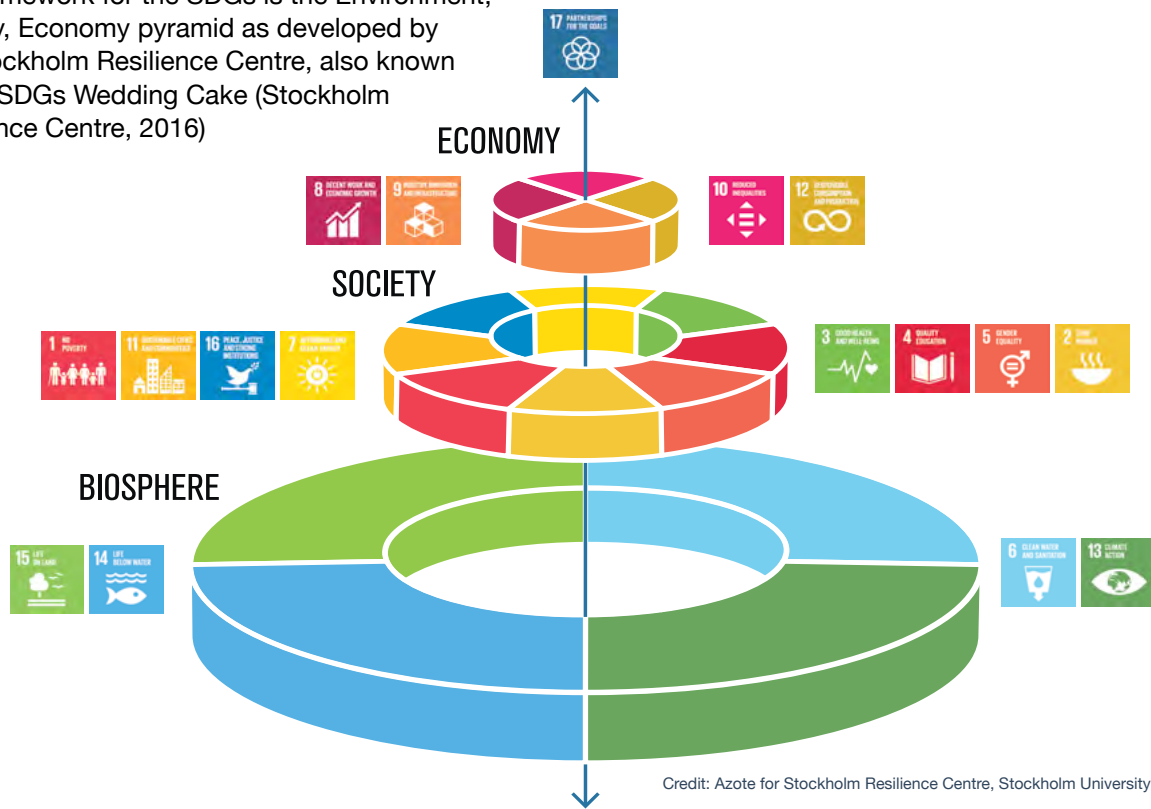 mework for the SDGs is the Environment,
y, Economy pyramid as developed by
ockholm Resilience Centre, also known
SDGs Wedding Cake (Stockholm
nce Centre, 2016)
17 PARTNERSHIPS
FOR THE GOALS
ECONOMY
8 DECENT WORK AND
ECONOMIC GROWTH
9 INDUSTRY, INNOVATION
AND INFRASTRUCTURE
10 REDUCED
INEQUALITIES
12 RESPONSIBLE
CONSUMPTION
AND PRODUCTION
SOCIETY
1 NO
POVERTY
11 SUSTAINABLE CITIES
AND COMMUNITIES
16 PEACE, JUSTICE
AND STRONG
INSTITUTIONS
7 AFFORDABLE AND
CLEAN ENERGY
3 GOOD HEALTH
AND WELL-BEING
4 QUALITY
EDUCATION
5 GENDER
EQUALITY
2 ZERO
HUNGER
BIOSPHERE
15 LIFE
ON LAND
14 LIFE
BELOW WATER
6 CLEAN WATER
AND SANITATION
13 CLIMATE
ACTION
Credit: Azote for Stockholm Resilience Centre, Stockholm University